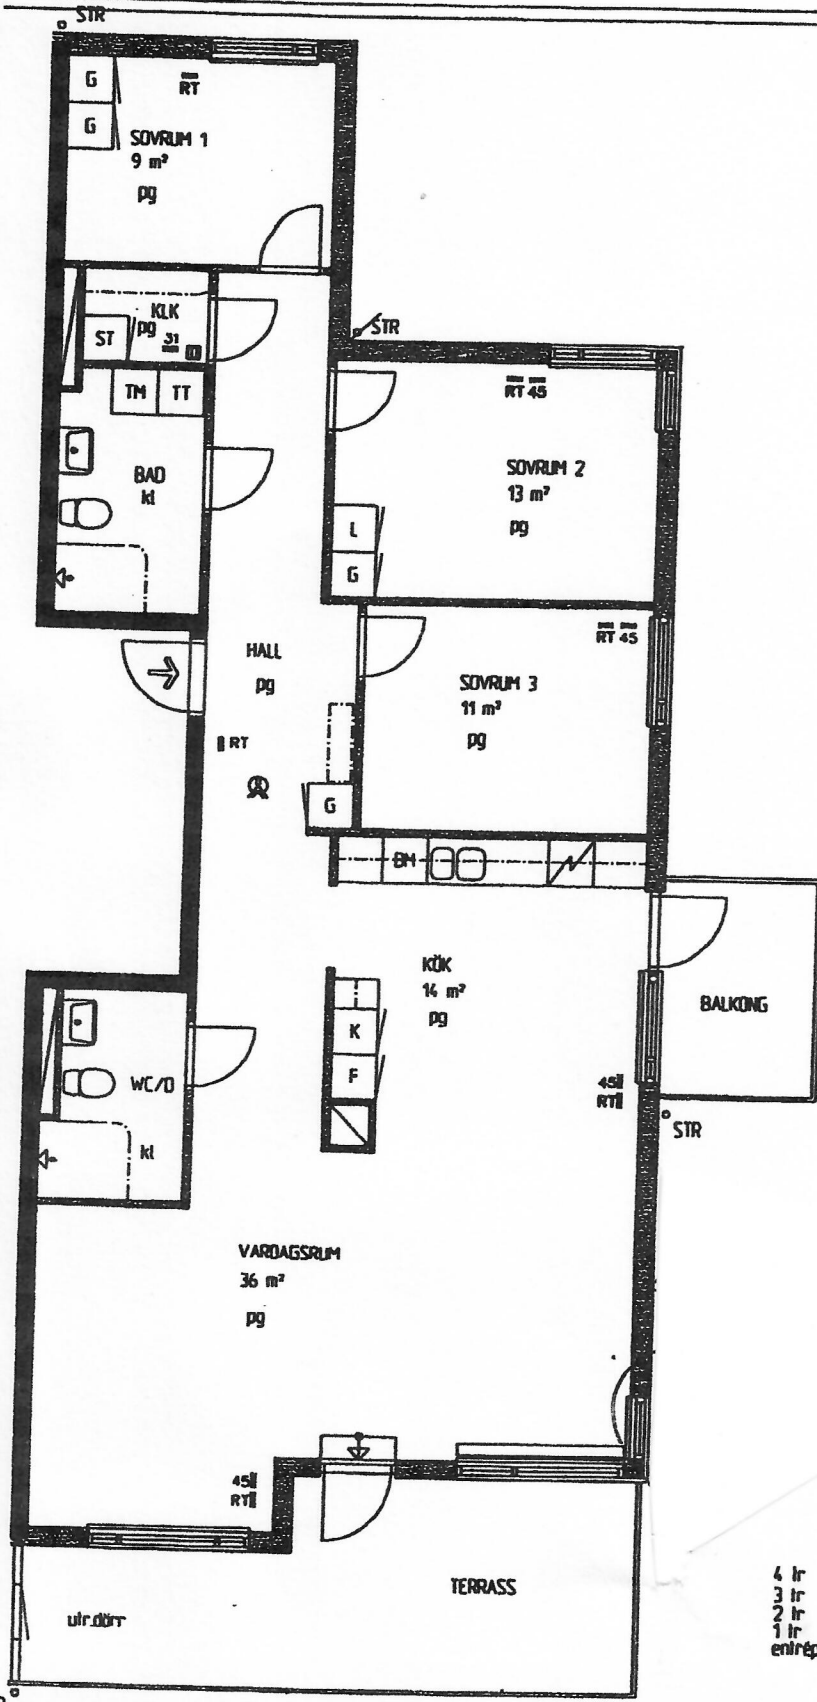 STR
G
RT
G
SOVRUM 1
9 m²
pg
KLK
pg
ST
31
STR
TM
TT
RT 45
BAD
kl
SOVRUM 2
13 m²
pg
L
G
HALL
pg
RT 45
SOVRUM 3
11 m²
pg
RT
G
DM
KÖK
14 m²
pg
BALKONG
K
F
WC/D
kl
45
RT
STR
VARDAGSRUM
36 m²
pg
45
RT
TERRASS
utr.dörr
4 tr
3 tr
2 tr
1 tr
entrép